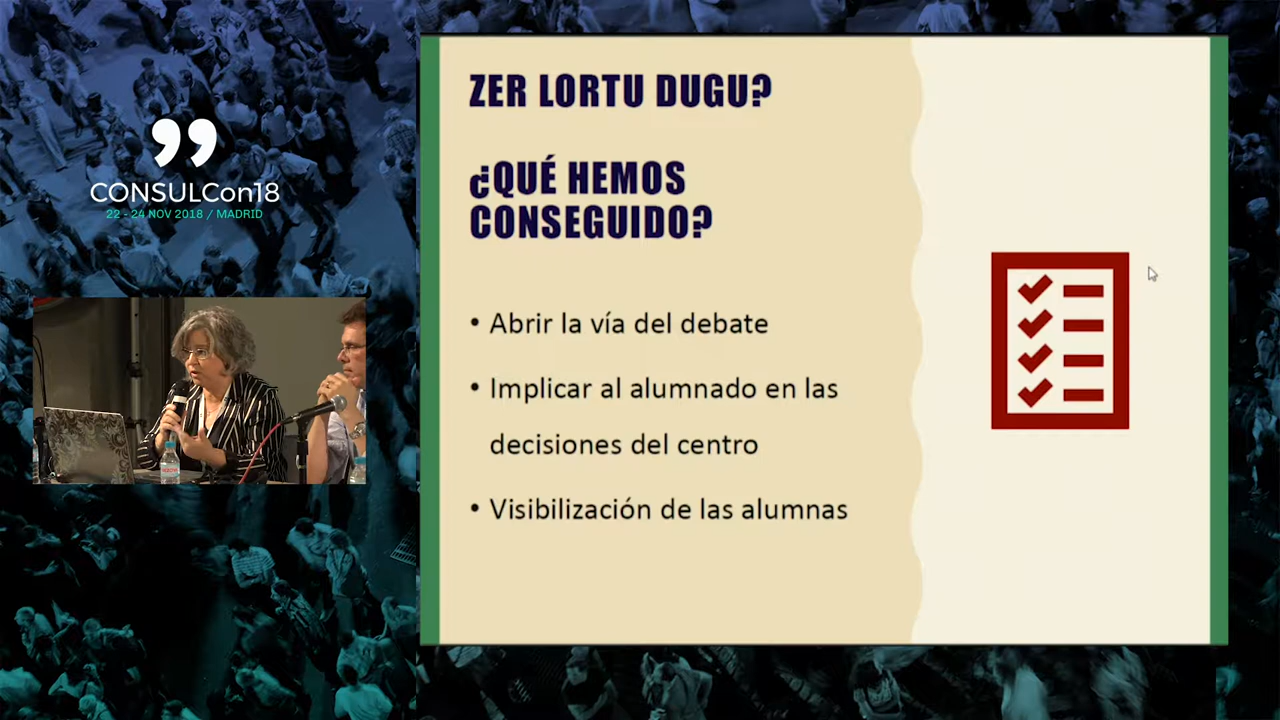 CONSULCon18
22 - 24 NOV 2018 / MADRID
ZER LORTU DUGU?
¿QUÉ HEMOS
CONSEGUIDO?
• Abrir la vía del debate
• Implicar al alumnado en las
decisiones del centro
• Visibilización de las alumnas